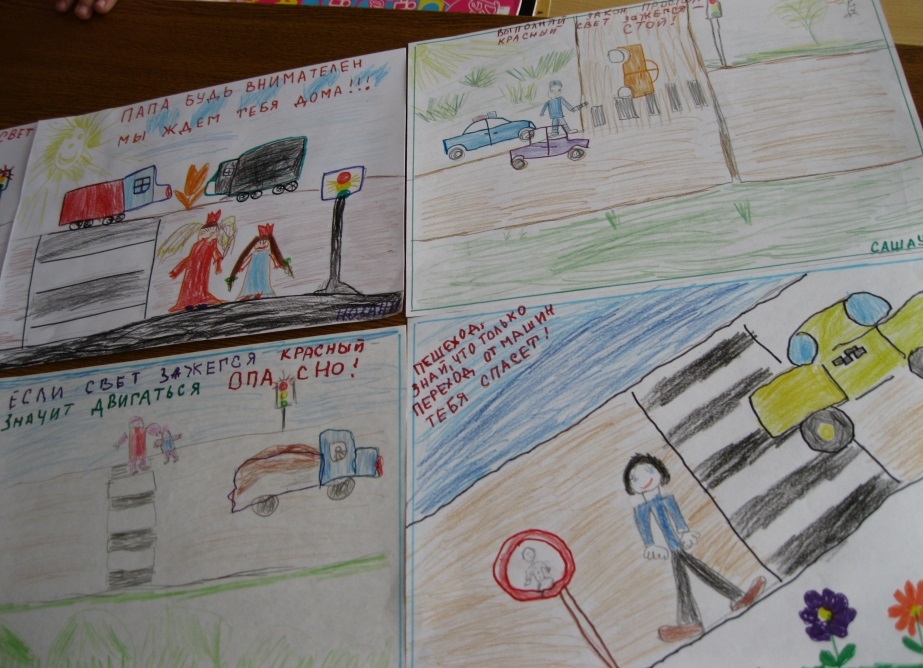 СВЕТ
ПАПА БУДЬ ВНИМАТЕЛЕН
МЫ ЖДЕМ ТЕБЯ ДОМА!!!
ВЫПОЛНЯЙ ЗАКОН ПРОСТОЙ
КРАСНЫЙ СВЕТ ЗАЖЕГСЯ
СТОЙ!
САША
ЕСЛИ СВЕТ ЗАЖЕГСЯ КРАСНЫЙ
ЗНАЧИТ ДВИГАТЬСЯ ОПАСНО!
ПЕШЕХОД,
ЗНАЙ, ЧТО ТОЛЬКО
ПЕРЕХОД, ОТ МАШИН
ТЕБЯ СПАСЕТ!